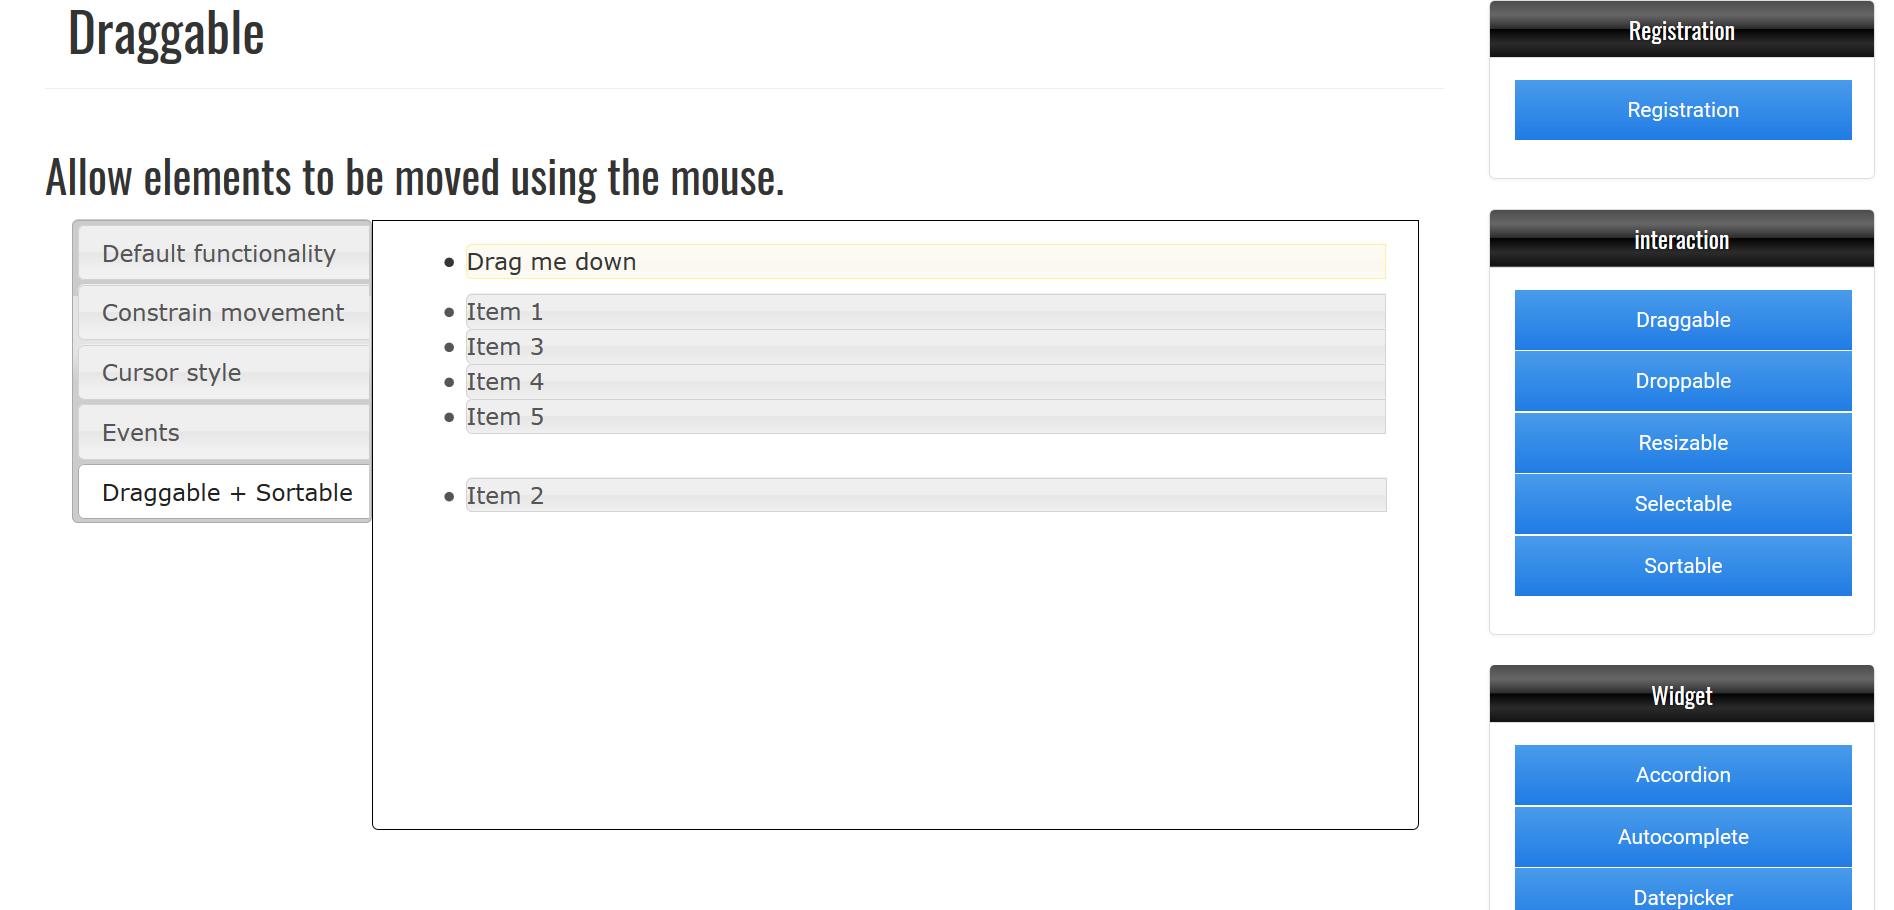 Draggable
Allow elements to be moved using the mouse.
Default functionality
Constrain movement
Cursor style
Events
Draggable + Sortable
Drag me down
Item 1
Item 3
Item 4
Item 5
Item 2
Registration
Registration
interaction
Draggable
Droppable
Resizable
Selectable
Sortable
Widget
Accordion
Autocomplete
Datepicker